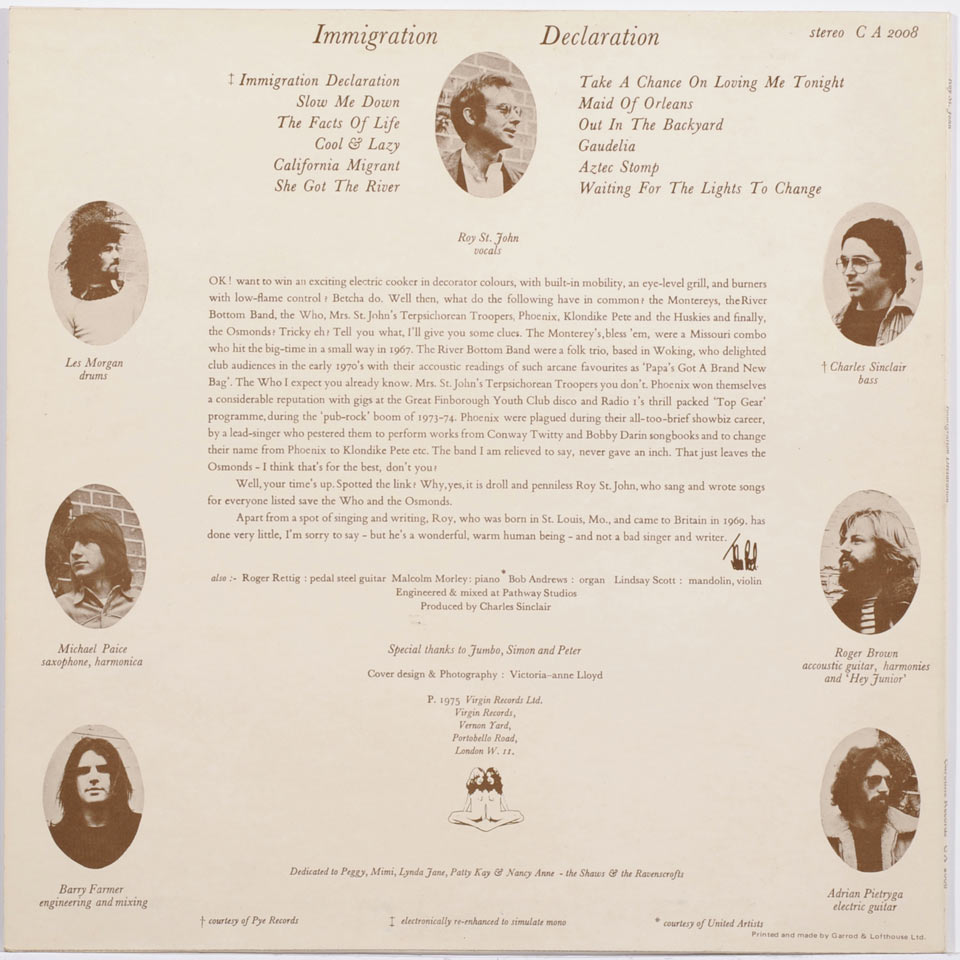 Immigration Declaration
stereo C A 2008
‡ Immigration Declaration
Slow Me Down
The Facts Of Life
Cool & Lazy
California Migrant
She Got The River
Take A Chance On Loving Me Tonight
Maid Of Orleans
Out In The Backyard
Gaudelia
Aztec Stomp
Waiting For The Lights To Change
Roy St. John
vocals
Les Morgan
drums
† Charles Sinclair
bass
OK! want to win an exciting electric cooker in decorator colours, with built-in mobility, an eye-level grill, and burners
with low-flame control? Betcha do. Well then, what do the following have in common? the Montereys, the River
Bottom Band, the Who, Mrs. St. John's Terpsichorean Troopers, Phoenix, Klondike Pete and the Huskies and finally,
the Osmonds? Tricky eh? Tell you what, I'll give you some clues. The Monterey's, bless 'em, were a Missouri combo
who hit the big-time in a small way in 1967. The River Bottom Band were a folk trio, based in Woking, who delighted
club audiences in the early 1970's with their accoustic readings of such arcane favourites as 'Papa's Got A Brand New
Bag'. The Who I expect you already know. Mrs. St. John's Terpsichorean Troopers you don't. Phoenix won themselves
a considerable reputation with gigs at the Great Finborough Youth Club disco and Radio 1's thrill packed 'Top Gear'
programme, during the 'pub-rock' boom of 1973-74. Phoenix were plagued during their all-too-brief showbiz career,
by a lead-singer who pestered them to perform works from Conway Twitty and Bobby Darin songbooks and to change
their name from Phoenix to Klondike Pete etc. The band I am relieved to say, never gave an inch. That just leaves the
Osmonds - I think that's for the best, don't you?
Well, your time's up. Spotted the link? Why, yes, it is droll and penniless Roy St. John, who sang and wrote songs
for everyone listed save the Who and the Osmonds.
Apart from a spot of singing and writing, Roy, who was born in St. Louis, Mo., and came to Britain in 1969. has
done very little, I'm sorry to say - but he's a wonderful, warm human being - and not a bad singer and writer.
also :- Roger Rettig : pedal steel guitar Malcolm Morley : piano * Bob Andrews : organ Lindsay Scott : mandolin, violin
Engineered & mixed at Pathway Studios
Produced by Charles Sinclair
Michael Paice
saxophone, harmonica
Roger Brown
accoustic guitar, harmonies
and 'Hey Junior'
Special thanks to Jumbo, Simon and Peter
Cover design & Photography : Victoria-anne Lloyd
P. 1975 Virgin Records Ltd.
Virgin Records,
Vernon Yard,
Portobello Road,
London W. 11.
Barry Farmer
engineering and mixing
Adrian Pietryga
electric guitar
Dedicated to Peggy, Mimi, Lynda Jane, Patty Kay & Nancy Anne - the Shaws & the Ravenscrofts
† courtesy of Pye Records
‡ electronically re-enhanced to simulate mono
* courtesy of United Artists
Printed and made by Garrod & Lofthouse Ltd.